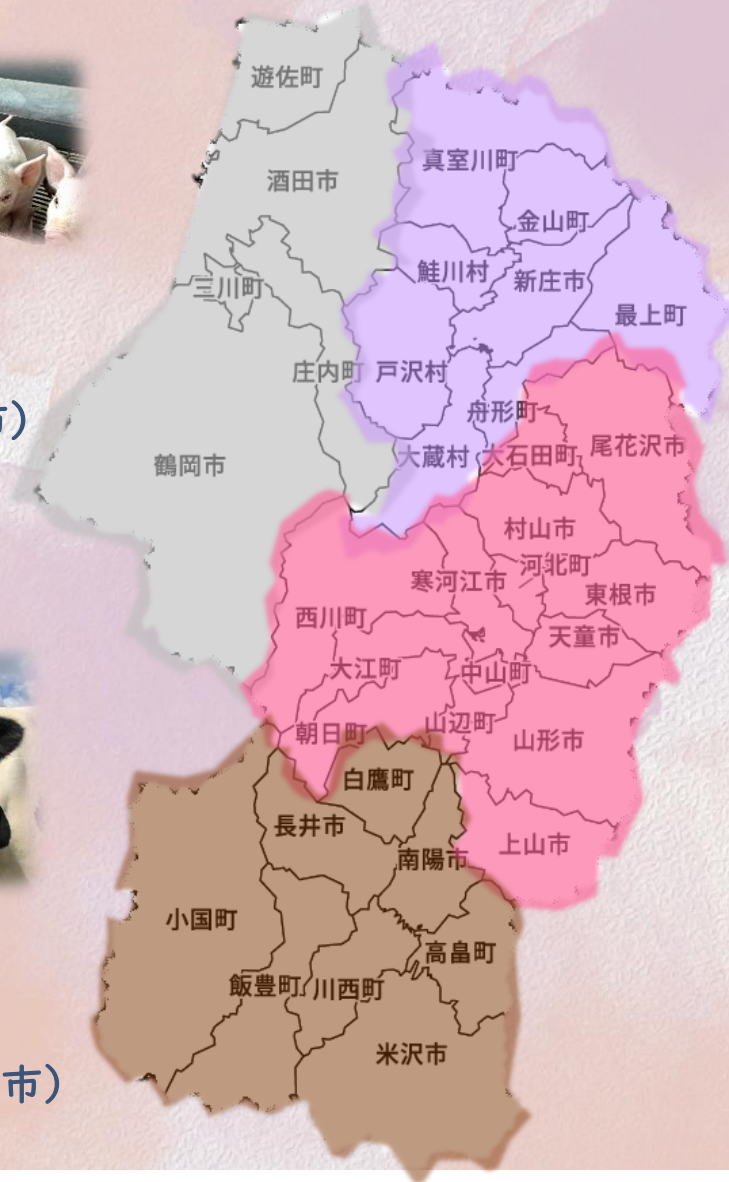 遊佐町
真室川町
酒田市
金山町
鮭川村
新庄市
三川町
最上町
庄内町
戸沢村
舟形町
方)
尾花沢市
大蔵村
大石田町
鶴岡市
村山市
河北町
寒河江市
東根市
西川町
天童市
大江町
中山町
山辺町
朝日町
山形市
白鷹町
長井市
上山市
南陽市
小国町
高畠町
飯豊町
川西町
米沢市
市)